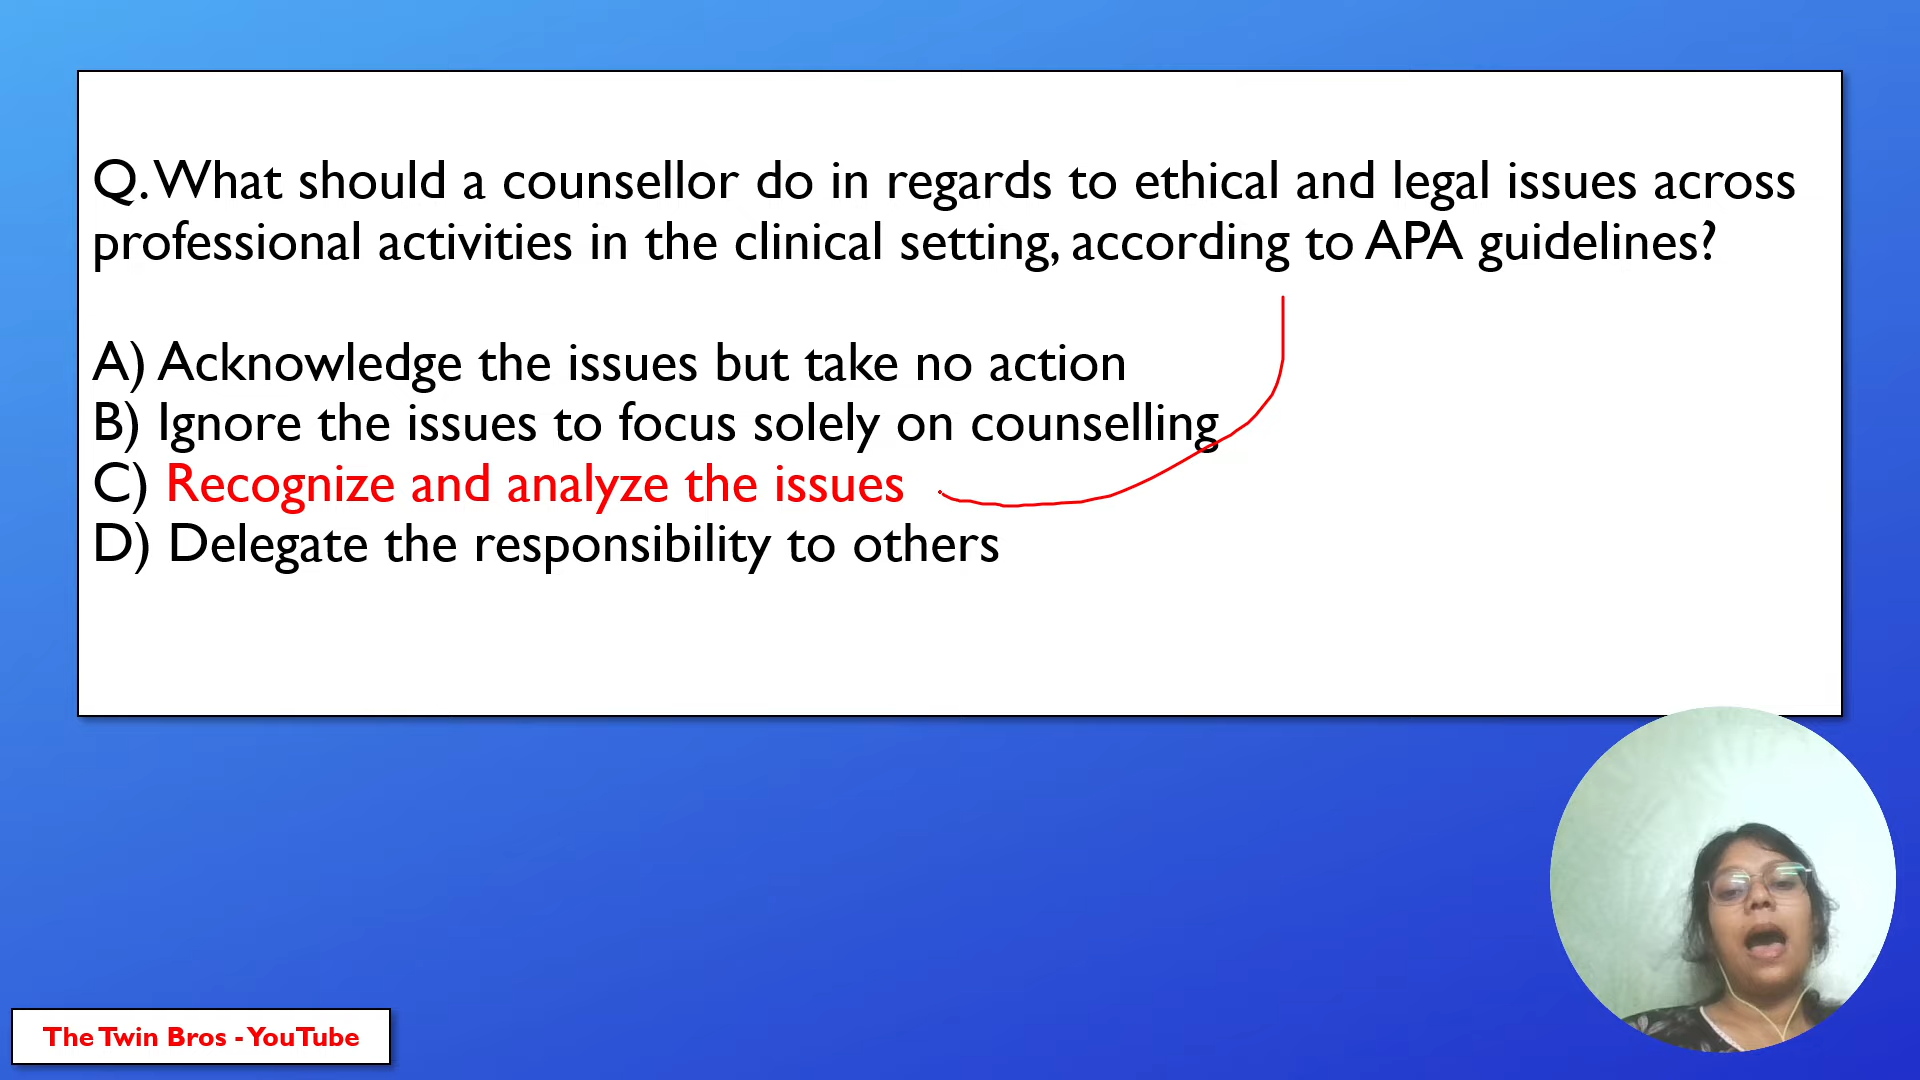 Q. What should a counsellor do in regards to ethical and legal issues across
professional activities in the clinical setting, according to APA guidelines?
A) Acknowledge the issues but take no action
B) Ignore the issues to focus solely on counselling
C) Recognize and analyze the issues
D) Delegate the responsibility to others
The Twin Bros - YouTube